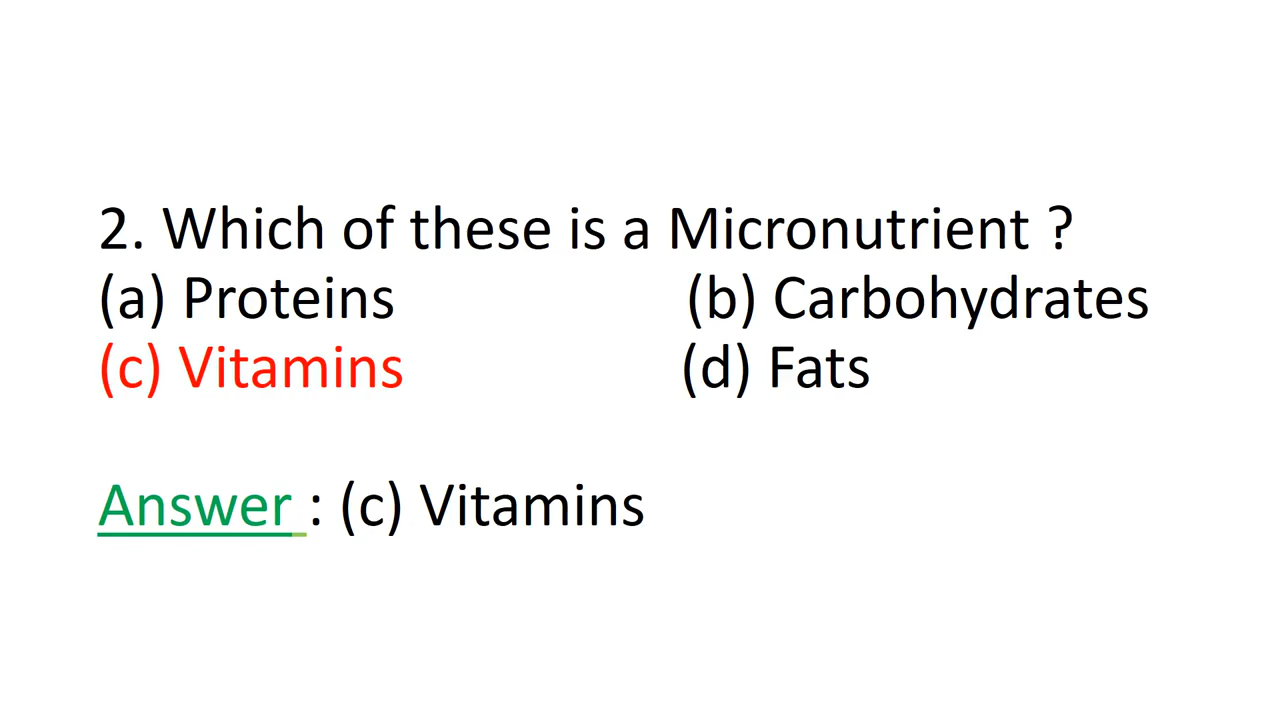 2. Which of these is a Micronutrient ?
(a) Proteins (b) Carbohydrates
(c) Vitamins (d) Fats
Answer : (c) Vitamins